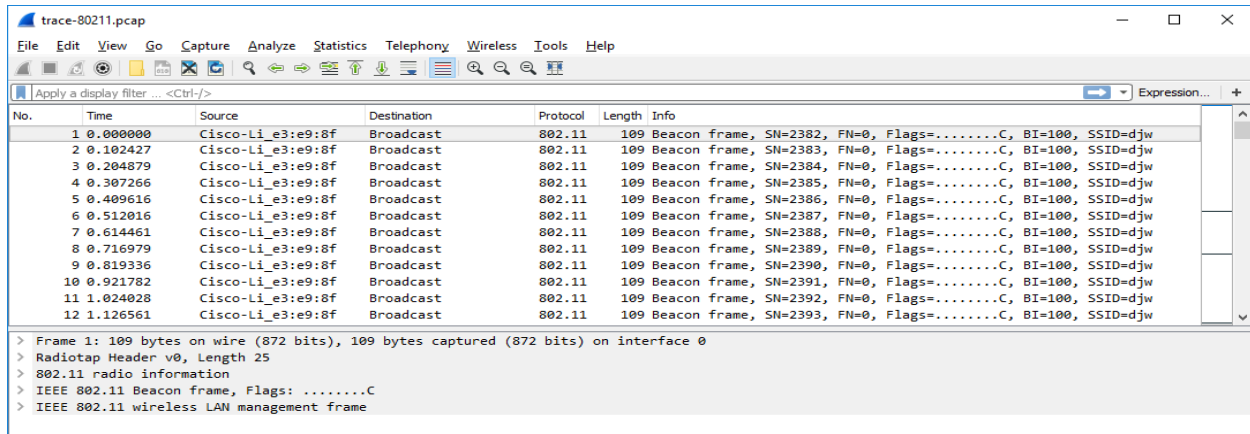 trace-80211.pcap
File Edit View Go Capture Analyze Statistics Telephony Wireless Tools Help
Apply a display filter ... <Ctrl-/> Expression... +
No. Time Source Destination Protocol Length Info
1 0.000000 Cisco-Li_e3:e9:8f Broadcast 802.11 109 Beacon frame, SN=2382, FN=0, Flags=........C, BI=100, SSID=djw
2 0.102427 Cisco-Li_e3:e9:8f Broadcast 802.11 109 Beacon frame, SN=2383, FN=0, Flags=........C, BI=100, SSID=djw
3 0.204879 Cisco-Li_e3:e9:8f Broadcast 802.11 109 Beacon frame, SN=2384, FN=0, Flags=........C, BI=100, SSID=djw
4 0.307266 Cisco-Li_e3:e9:8f Broadcast 802.11 109 Beacon frame, SN=2385, FN=0, Flags=........C, BI=100, SSID=djw
5 0.409616 Cisco-Li_e3:e9:8f Broadcast 802.11 109 Beacon frame, SN=2386, FN=0, Flags=........C, BI=100, SSID=djw
6 0.512016 Cisco-Li_e3:e9:8f Broadcast 802.11 109 Beacon frame, SN=2387, FN=0, Flags=........C, BI=100, SSID=djw
7 0.614461 Cisco-Li_e3:e9:8f Broadcast 802.11 109 Beacon frame, SN=2388, FN=0, Flags=........C, BI=100, SSID=djw
8 0.716979 Cisco-Li_e3:e9:8f Broadcast 802.11 109 Beacon frame, SN=2389, FN=0, Flags=........C, BI=100, SSID=djw
9 0.819336 Cisco-Li_e3:e9:8f Broadcast 802.11 109 Beacon frame, SN=2390, FN=0, Flags=........C, BI=100, SSID=djw
10 0.921782 Cisco-Li_e3:e9:8f Broadcast 802.11 109 Beacon frame, SN=2391, FN=0, Flags=........C, BI=100, SSID=djw
11 1.024028 Cisco-Li_e3:e9:8f Broadcast 802.11 109 Beacon frame, SN=2392, FN=0, Flags=........C, BI=100, SSID=djw
12 1.126561 Cisco-Li_e3:e9:8f Broadcast 802.11 109 Beacon frame, SN=2393, FN=0, Flags=........C, BI=100, SSID=djw
> Frame 1: 109 bytes on wire (872 bits), 109 bytes captured (872 bits) on interface 0
> Radiotap Header v0, Length 25
> 802.11 radio information
> IEEE 802.11 Beacon frame, Flags: ........C
> IEEE 802.11 wireless LAN management frame